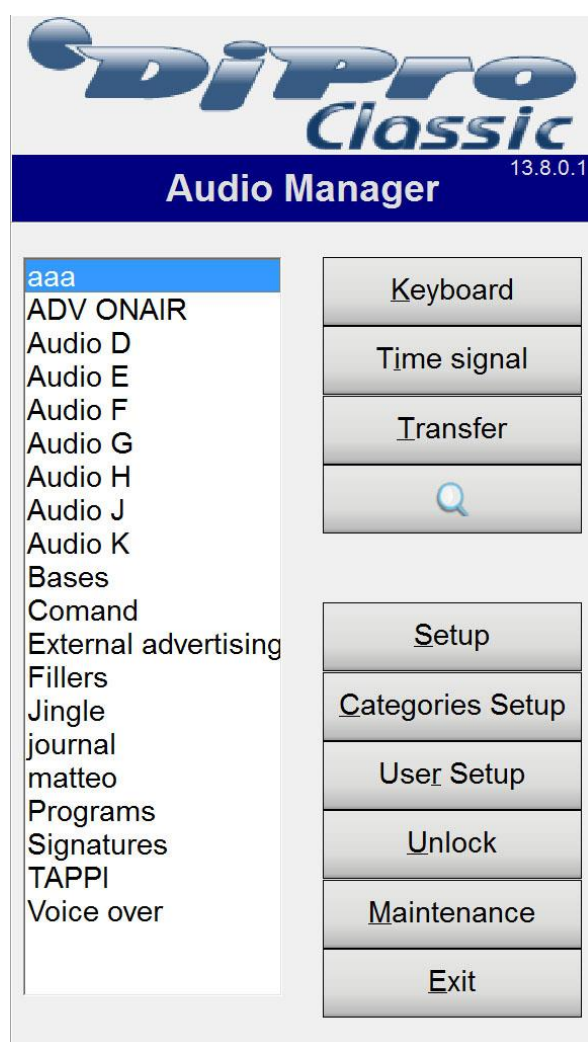 DjPro
Classic
13.8.0.1
Audio Manager
aaa
ADV ONAIR
Audio D
Audio E
Audio F
Audio G
Audio H
Audio J
Audio K
Bases
Comand
External advertising
Fillers
Jingle
journal
matteo
Programs
Signatures
TAPPI
Voice over
Keyboard
Time signal
Transfer
Setup
Categories Setup
User Setup
Unlock
Maintenance
Exit